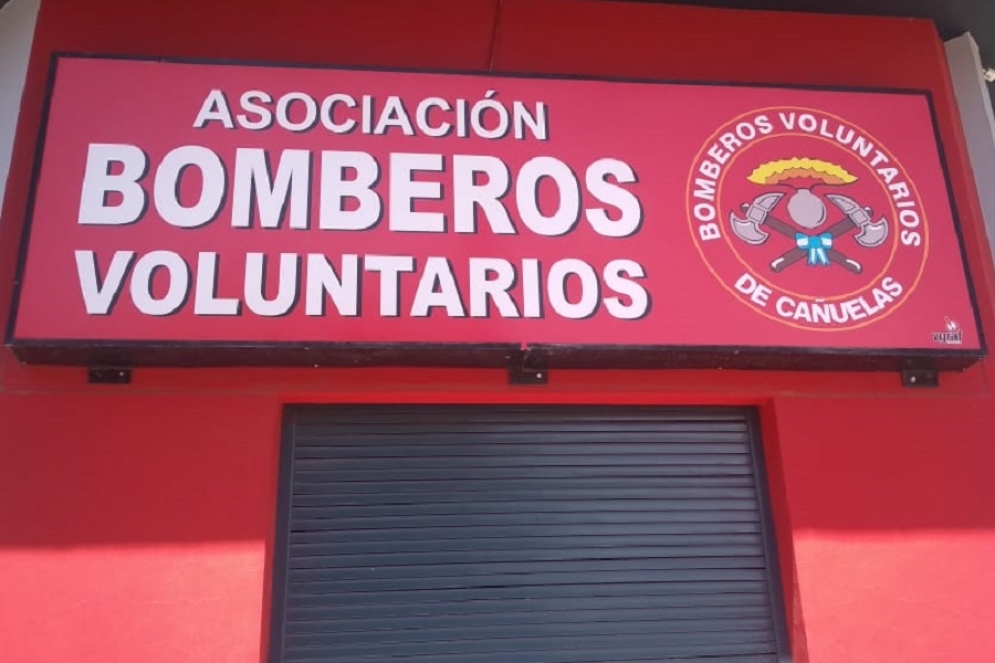 ASOCIACIÓN
BOMBEROS
VOLUNTARIOS
BOMBEROS VOLUNTARIOS
DE CAÑUELAS